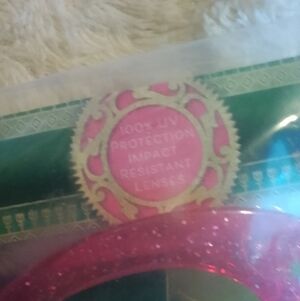 100% UV
PROTECTION
IMPACT
RESISTANT
LENSES